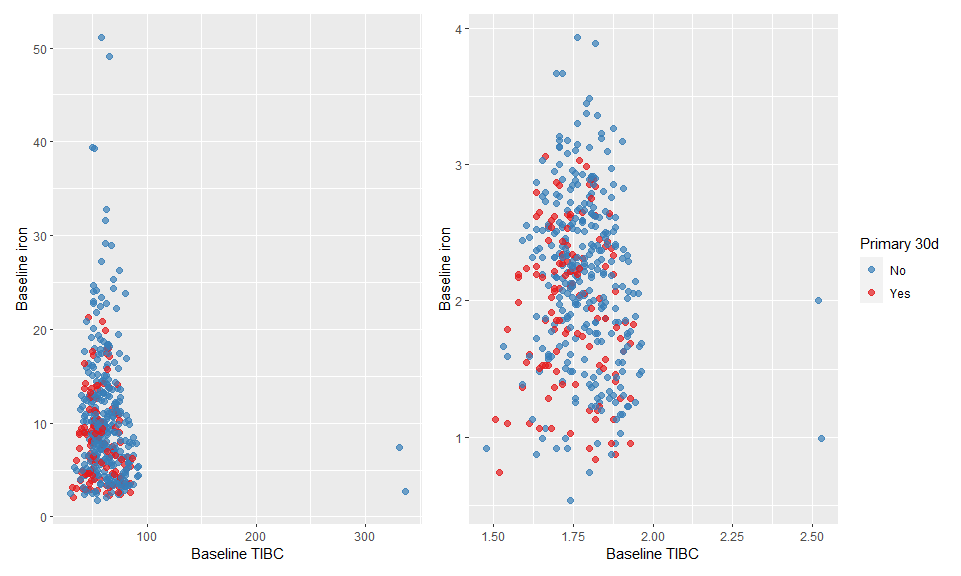 50
40
30
20
10
0
Baseline iron
100
200
300
Baseline TIBC
4
3
2
1
Baseline iron
1.50
1.75
2.00
2.25
2.50
Baseline TIBC
Primary 30d
No
Yes